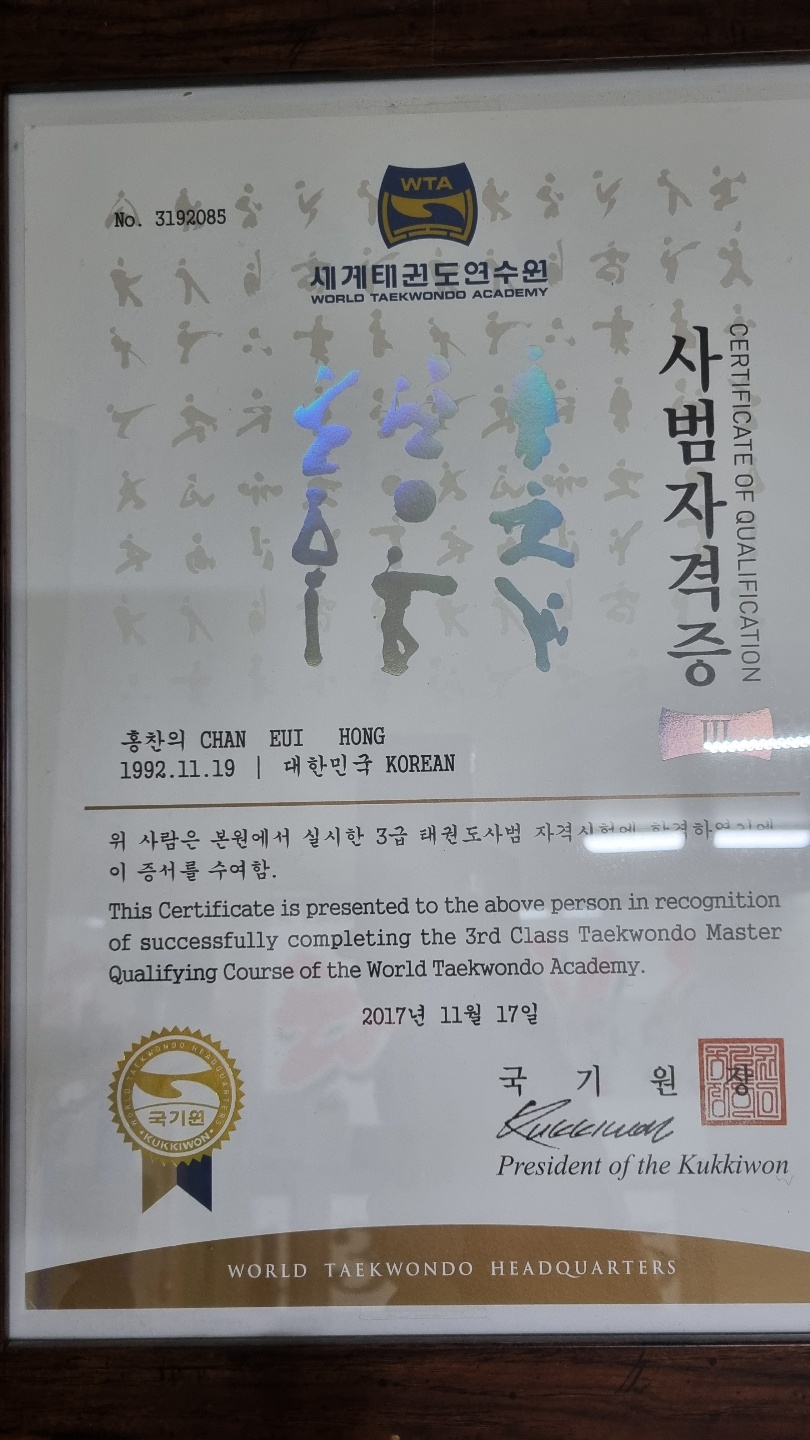 No. 3192085
WTA
세계태권도연수원
WORLD TAEKWONDO ACADEMY
사범자격증
CERTIFICATE OF QUALIFICATION
III
홍찬의 CHAN EUI HONG
1992.11.19 | 대한민국 KOREAN
위 사람은 본원에서 실시한 3급 태권도사범 자격시험에 합격하였기에
이 증서를 수여함.
This Certificate is presented to the above person in recognition
of successfully completing the 3rd Class Taekwondo Master
Qualifying Course of the World Taekwondo Academy.
2017년 11월 17일
WORLD TAEKWONDO HEADQUARTERS
국기원
KUKKIWON
국 기 원 장
Kukkiwon
President of the Kukkiwon
WORLD TAEKWONDO HEADQUARTERS